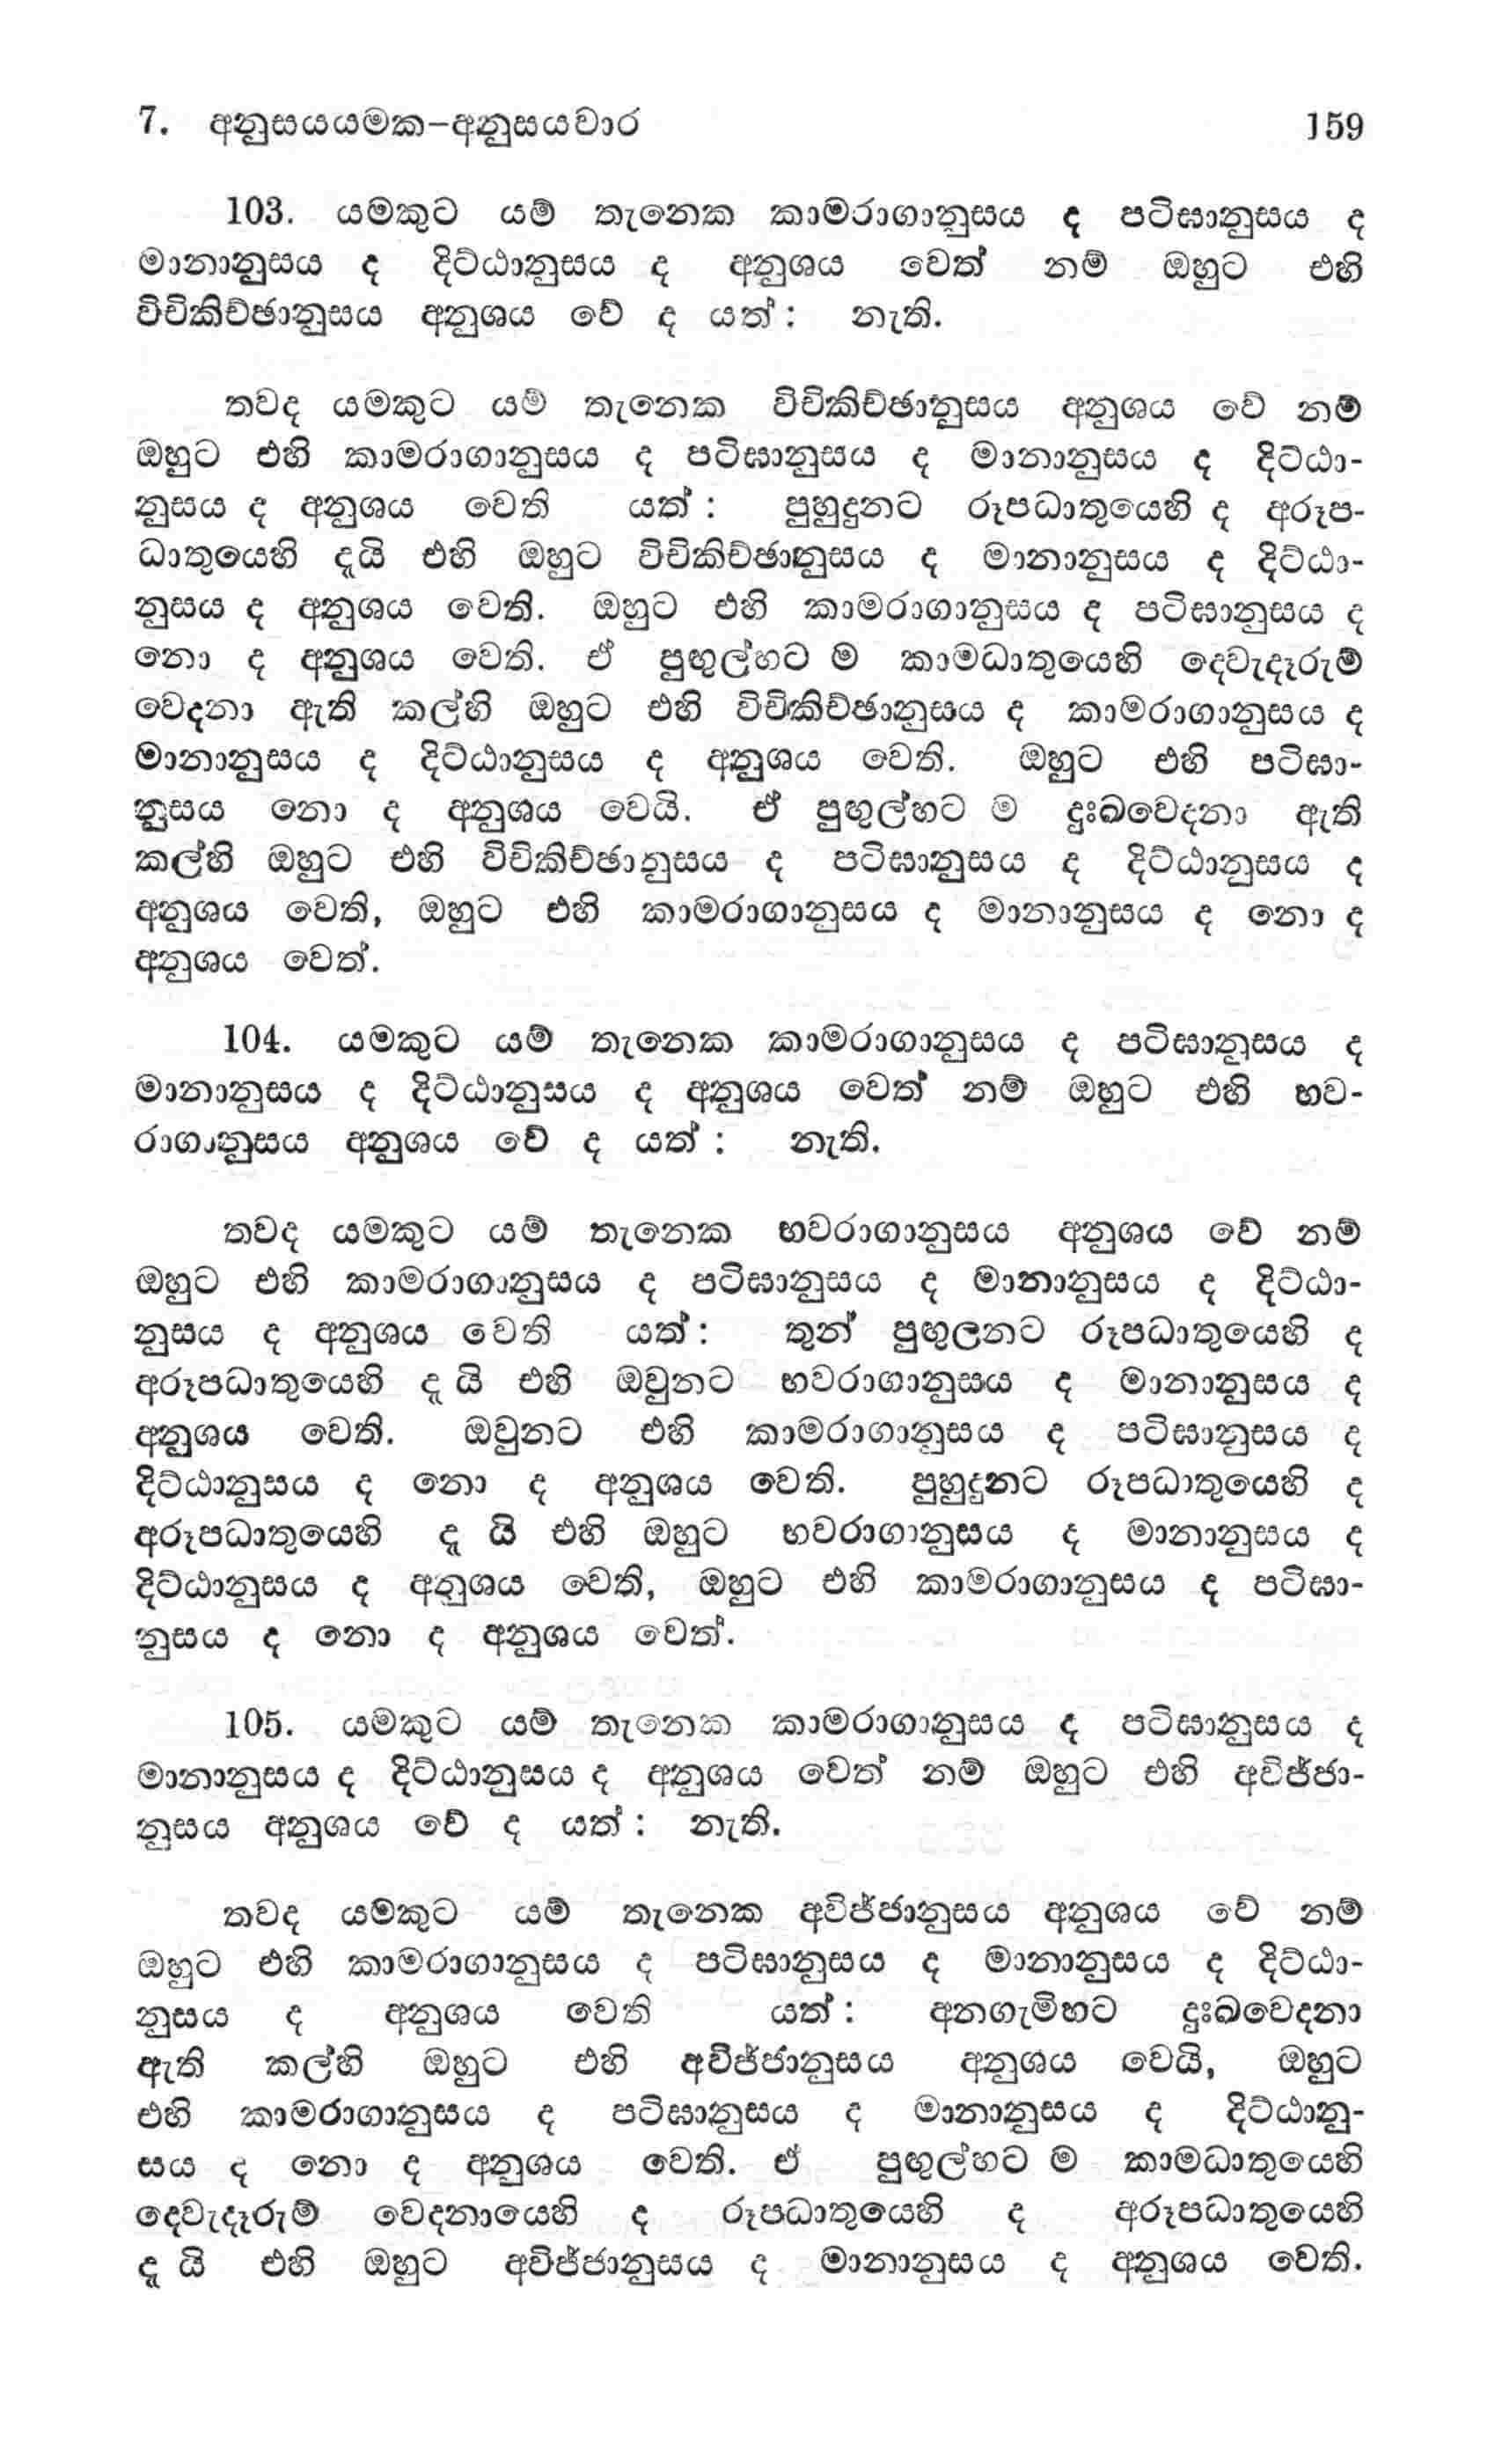 7. අනුසයයමක-අනුසයවාර 159
103. යමකුට යම් තැනෙක කාමරාගානුසය ද පටිඝානුසය ද
මානානුසය ද දිට්ඨානුසය ද අනුශය වෙත් නම් ඔහුට එහි
විචිකිච්ඡානුසය අනුශය වේ ද යත්: නැති.
තවද යමකුට යම් තැනෙක විචිකිච්ඡානුසය අනුශය වේ නම්
ඔහුට එහි කාමරාගානුසය ද පටිඝානුසය ද මානානුසය ද දිට්ඨා-
නුසය ද අනුශය වෙති යත්: පුහුදුනට රූපධාතුයෙහි ද අරූප-
ධාතුයෙහි දැයි එහි ඔහුට විචිකිච්ඡානුසය ද මානානුසය ද දිට්ඨා-
නුසය ද අනුශය වෙති. ඔහුට එහි කාමරාගානුසය ද පටිඝානුසය ද
නො ද අනුශය වෙති. ඒ පුඟුල්හට ම කාමධාතුයෙහි දෙවැදෑරුම්
වෙදනා ඇති කල්හි ඔහුට එහි විචිකිච්ඡානුසය ද කාමරාගානුසය ද
මානානුසය ද දිට්ඨානුසය ද අනුශය වෙති. ඔහුට එහි පටිඝා-
නුසය නො ද අනුශය වෙයි. ඒ පුඟුල්හට ම දුඃඛවෙදනා ඇති
කල්හි ඔහුට එහි විචිකිච්ඡානුසය ද පටිඝානුසය ද දිට්ඨානුසය ද
අනුශය වෙති, ඔහුට එහි කාමරාගානුසය ද මානානුසය ද නො ද
අනුශය වෙත්.
104. යමකුට යම් තැනෙක කාමරාගානුසය ද පටිඝානුසය ද
මානානුසය ද දිට්ඨානුසය ද අනුශය වෙත් නම් ඔහුට එහි භව-
රාගානුසය අනුශය වේ ද යත්: නැති.
තවද යමකුට යම් තැනෙක භවරාගානුසය අනුශය වේ නම්
ඔහුට එහි කාමරාගානුසය ද පටිඝානුසය ද මානානුසය ද දිට්ඨා-
නුසය ද අනුශය වෙති යත්: තුන් පුඟුලනට රූපධාතුයෙහි ද
අරූපධාතුයෙහි දැ යි එහි ඔවුනට භවරාගානුසය ද මානානුසය ද
අනුශය වෙති. ඔවුනට එහි කාමරාගානුසය ද පටිඝානුසය ද
දිට්ඨානුසය ද නො ද අනුශය වෙති. පුහුදුනට රූපධාතුයෙහි ද
අරූපධාතුයෙහි දැ යි එහි ඔහුට භවරාගානුසය ද මානානුසය ද
දිට්ඨානුසය ද අනුශය වෙති, ඔහුට එහි කාමරාගානුසය ද පටිඝා-
නුසය ද නො ද අනුශය වෙත්.
105. යමකුට යම් තැනෙක කාමරාගානුසය ද පටිඝානුසය ද
මානානුසය ද දිට්ඨානුසය ද අනුශය වෙත් නම් ඔහුට එහි අවිජ්ජා-
නුසය අනුශය වේ ද යත්: නැති.
තවද යමකුට යම් තැනෙක අවිජ්ජානුසය අනුශය වේ නම්
ඔහුට එහි කාමරාගානුසය ද පටිඝානුසය ද මානානුසය ද දිට්ඨා-
නුසය ද අනුශය වෙති යත්: අනගැමිහට දුඃඛවෙදනා
ඇති කල්හි ඔහුට එහි අවිජ්ජානුසය අනුශය වෙයි, ඔහුට
එහි කාමරාගානුසය ද පටිඝානුසය ද මානානුසය ද දිට්ඨානු-
සය ද නො ද අනුශය වෙති. ඒ පුඟුල්හට ම කාමධාතුයෙහි
දෙවැදෑරුම් වෙදනායෙහි ද රූපධාතුයෙහි ද අරූපධාතුයෙහි
දැ යි එහි ඔහුට අවිජ්ජානුසය ද මානානුසය ද අනුශය වෙති.